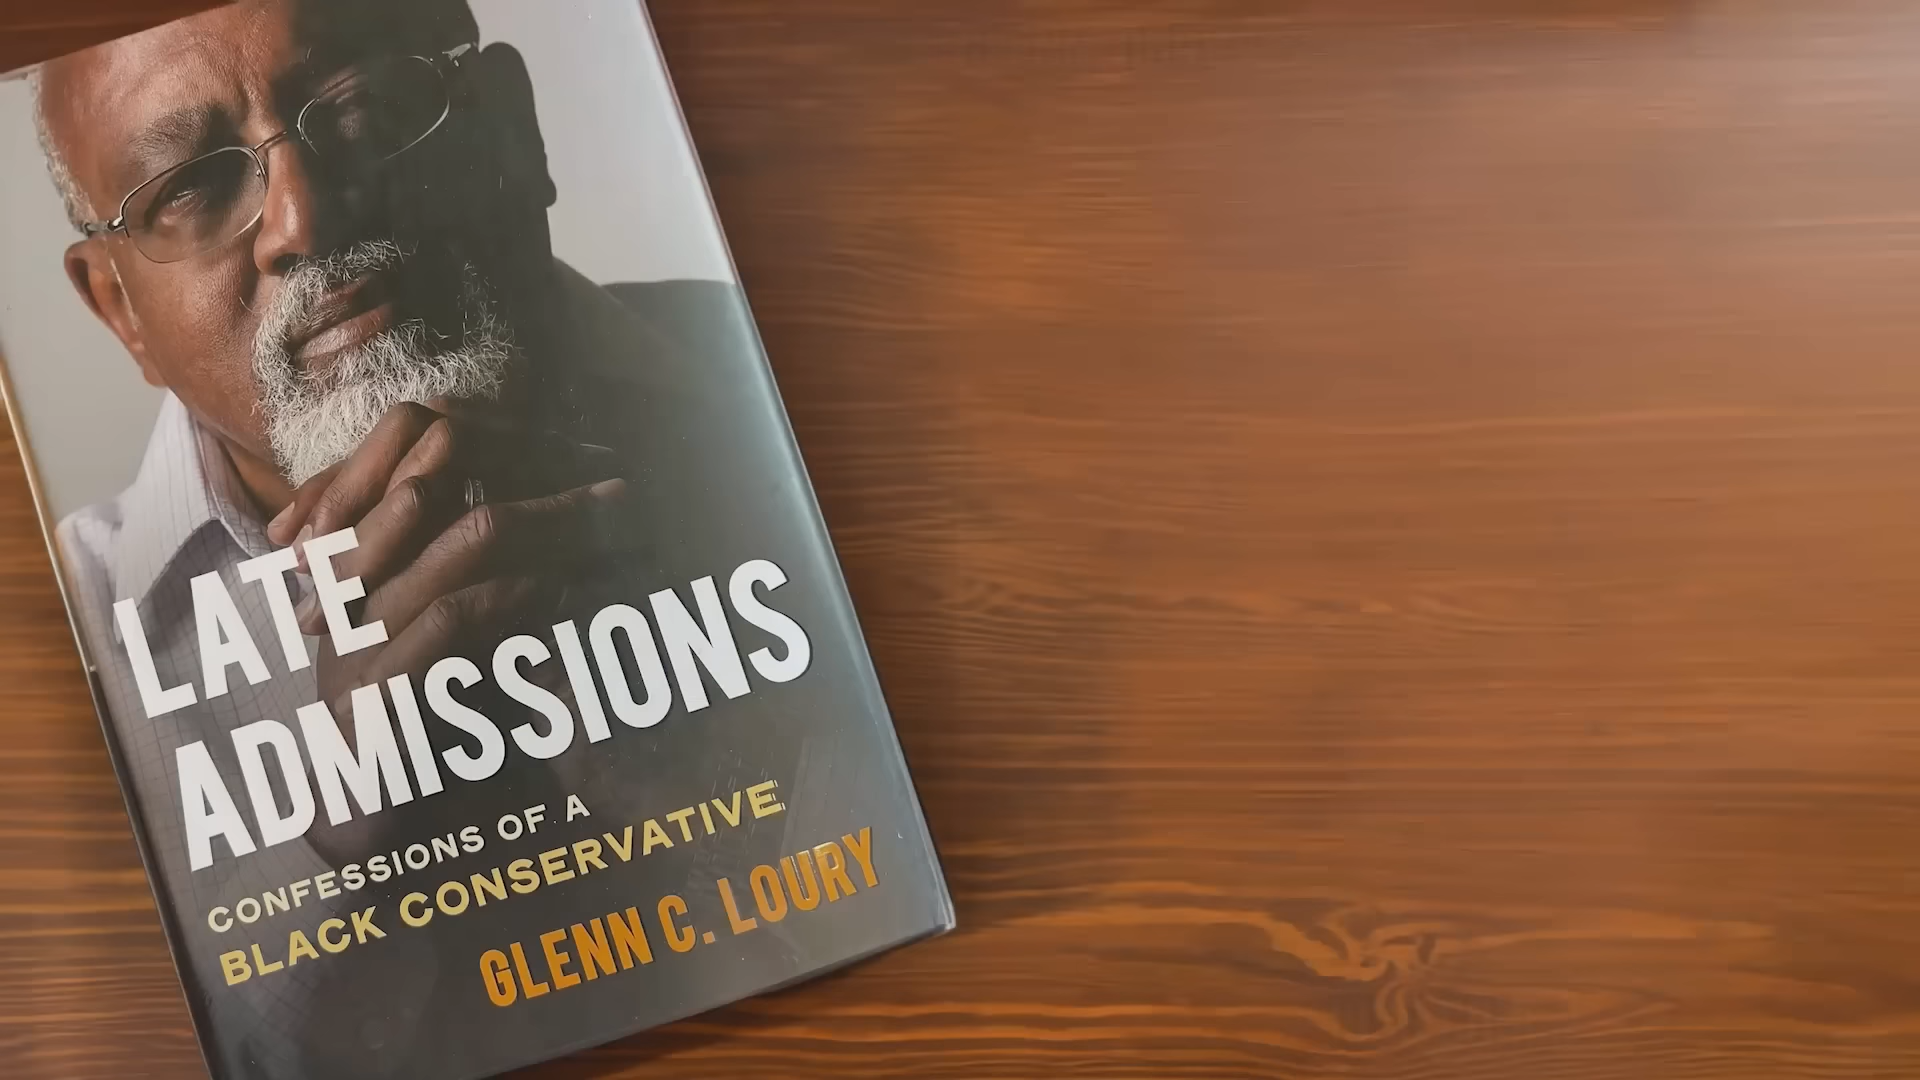 LATE
ADMISSIONS
CONFESSIONS OF A
BLACK CONSERVATIVE
GLENN C. LOURY